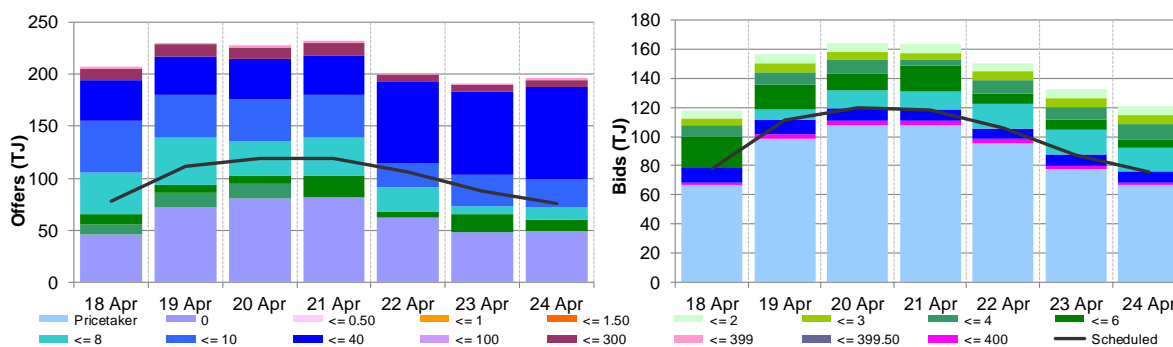 Offers (TJ)
250
200
150
100
50
0
18 Apr 19 Apr 20 Apr 21 Apr 22 Apr 23 Apr 24 Apr
Bids (TJ)
180
160
140
120
100
80
60
40
20
0
18 Apr 19 Apr 20 Apr 21 Apr 22 Apr 23 Apr 24 Apr
Pricetaker 0 <= 0.50 <= 1 <= 1.50 <= 2 <= 3 <= 4 <= 6
<= 8 <= 10 <= 40 <= 100 <= 300 <= 399 <= 399.50 <= 400 Scheduled